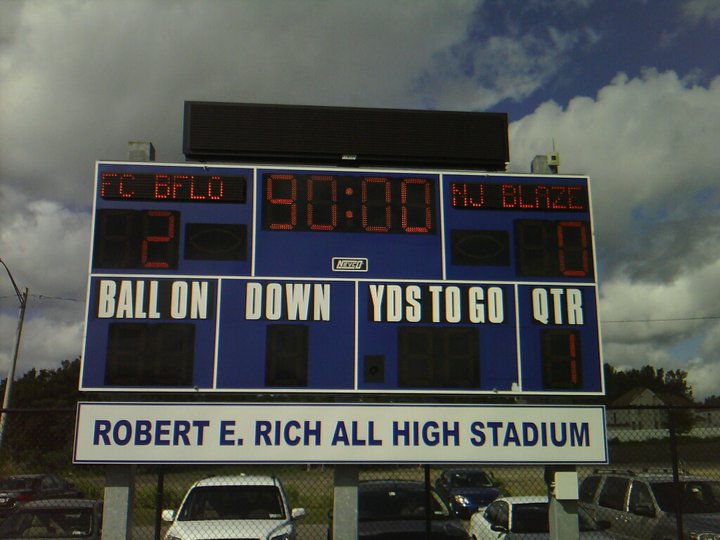 FC BFLO
90:00
NJ BLAZE
2
0
NEVCO
BALL ON
DOWN
YDS TO GO
QTR
1
ROBERT E. RICH ALL HIGH STADIUM